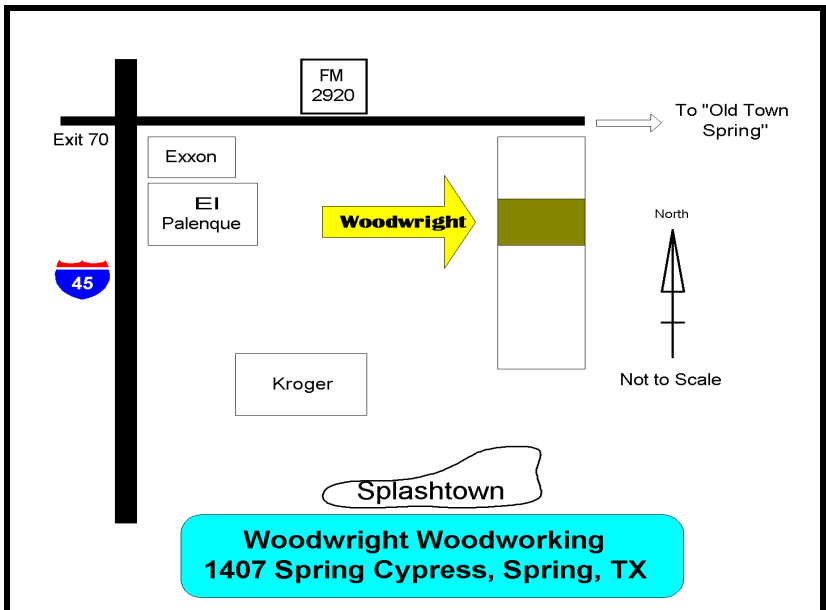 FM
2920
To "Old Town
Spring"
Exit 70
Exxon
El
Palenque
Woodwright
North
45
Kroger
Not to Scale
Splashtown
Woodwright Woodworking
1407 Spring Cypress, Spring, TX